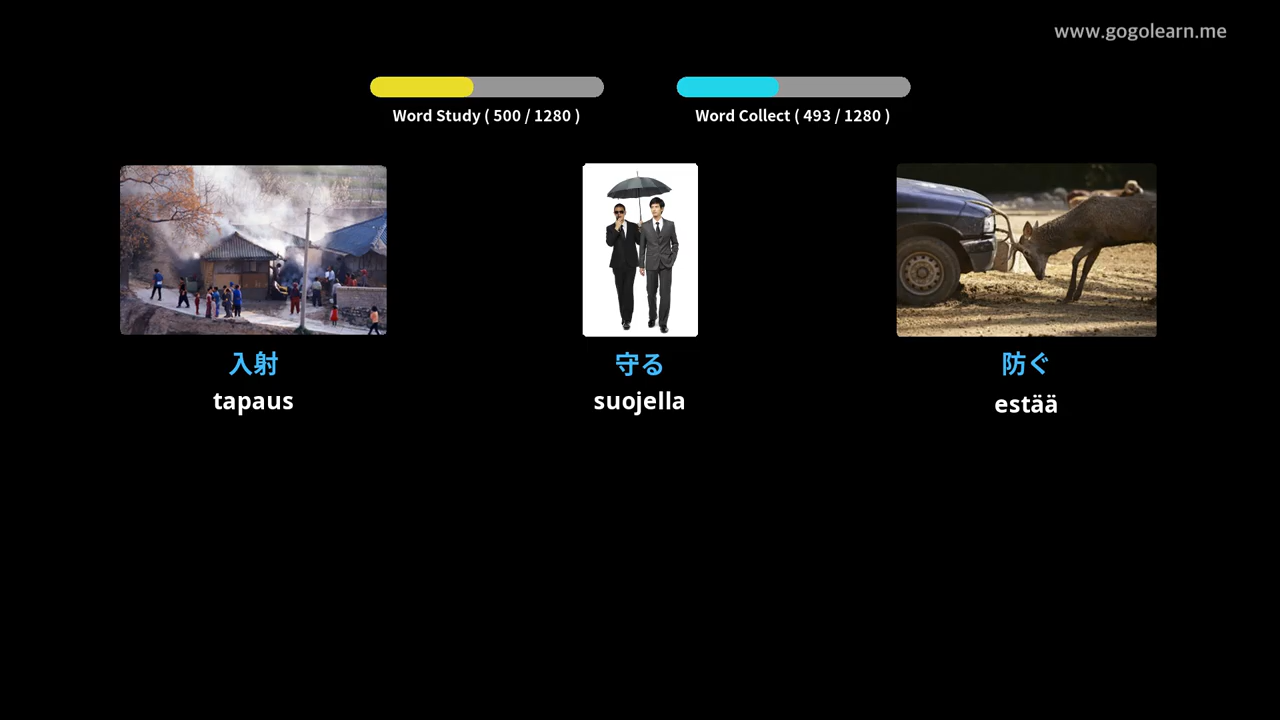 www.gogolearn.me
Word Study ( 500 / 1280 )
Word Collect ( 493 / 1280 )
入射
tapaus
守る
suojella
防ぐ
estää